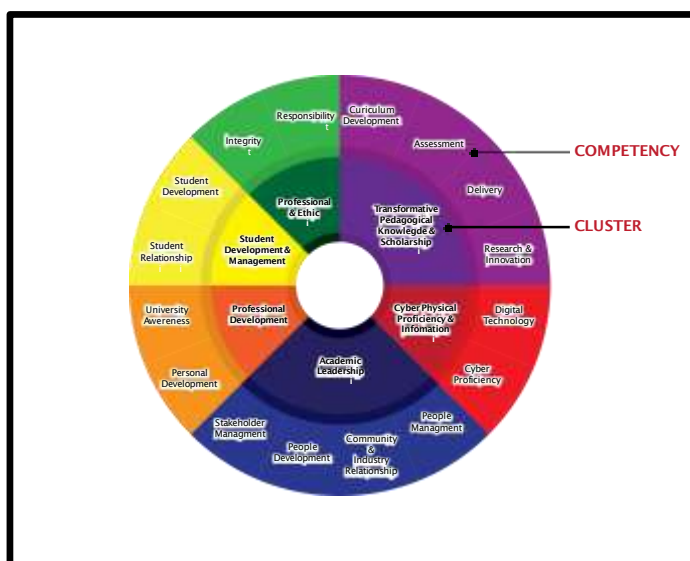 Responsibility
t
Integrity
t
Curiculum
Development
Assessment
COMPETENCY
Delivery
CLUSTER
Research &
Innovation
Student
Development
Student
Relationship
Professional
& Ethic
Transformative
Pedagogical
Knowlegde &
Scholarship
Student
Development &
Management
Professional
Development
Cyber Physical
Proficiency &
Infomation
Academic
Leadership
University
Awereness
Personal
Development
Digital
Technology
Cyber
Proficiency
Stakeholder
Managment
People
Development
Community
&
Industry
Relationship
People
Managment